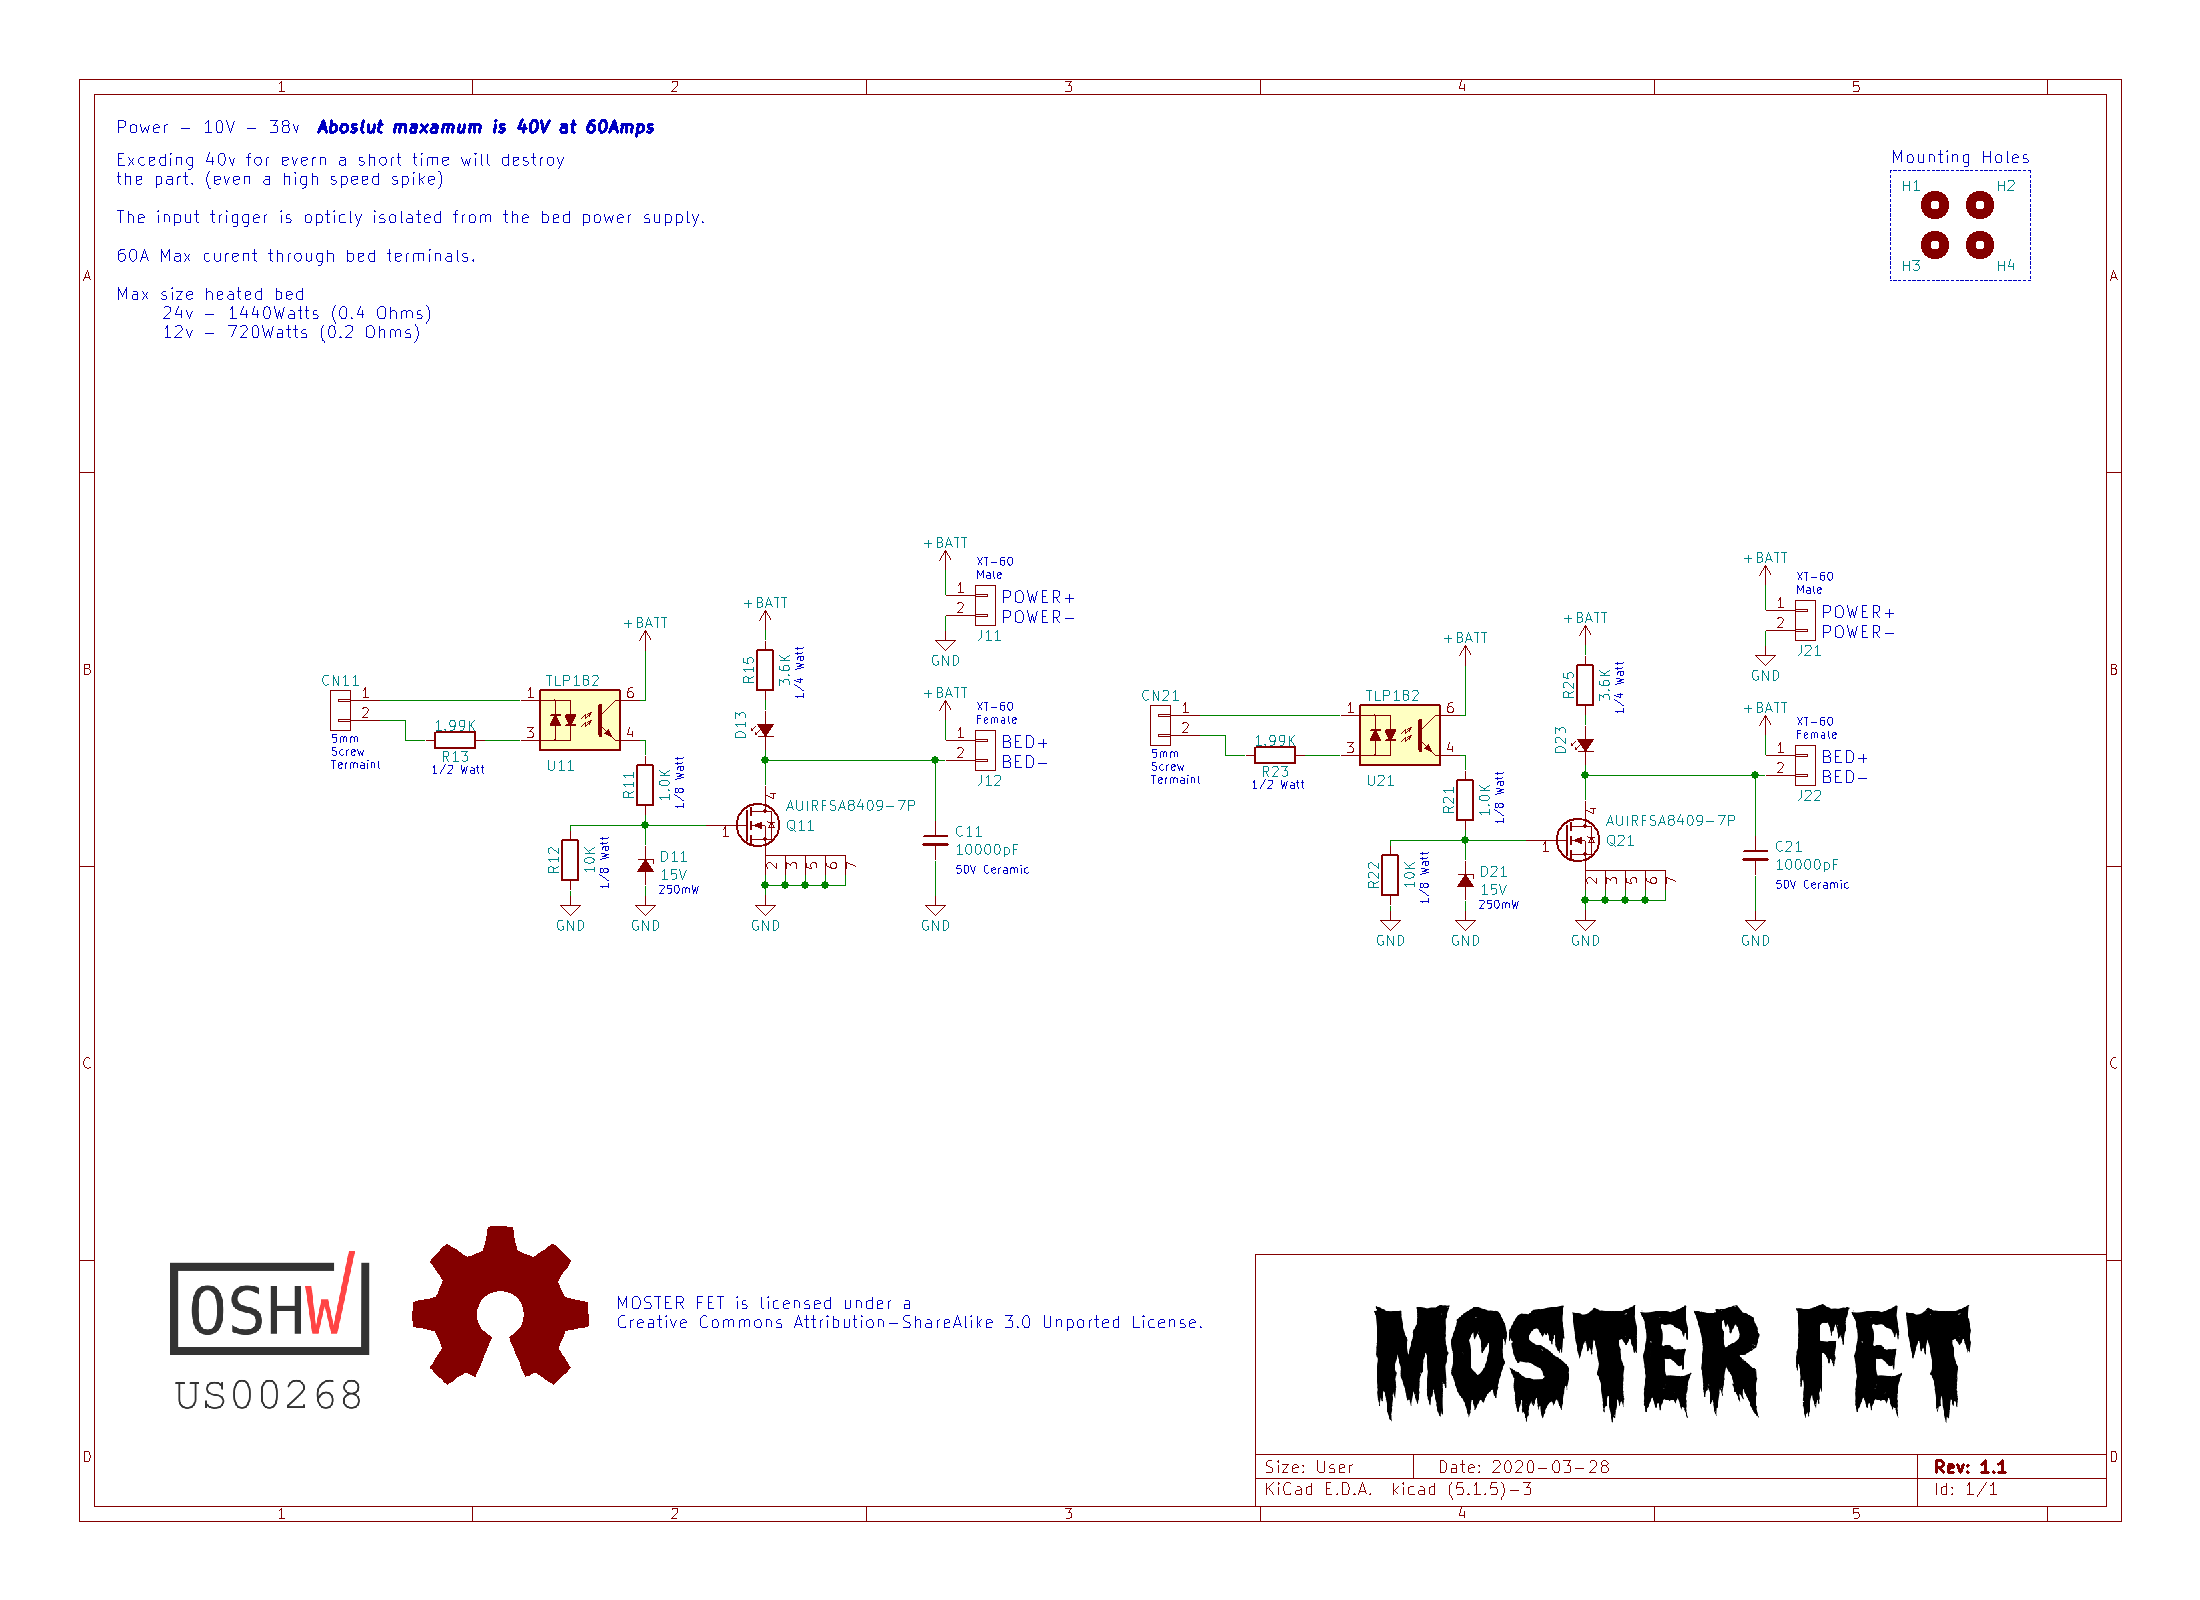 1 2 3 4 5
Power - 10V - 38v Aboslut maxamum is 40V at 60Amps
Exceding 40v for evern a short time will destroy
the part. (even a high speed spike)
The input trigger is opticly isolated from the bed power supply.
60A Max curent through bed terminals.
Max size heated bed
24v - 1440Watts (0.4 Ohms)
12v - 720Watts (0.2 Ohms)
Mounting Holes
H1 H2
H3 H4
A A
B B
C C
D D
CN11
1
2
5mm
Screw
Termainl
1.99K
R13
1/2 Watt
TLP182
1
3
6
4
U11
+BATT
R11
1.0K
1/8 Watt
R12
10K
1/8 Watt
GND
D11
15V
250mW
GND
+BATT
R15
3.6K
1/4 Watt
D13
4
1
AUIRFSA8409-7P
Q11
2 3 5 6 7
GND
+BATT
XT-60
Male
1 POWER+
2 POWER-
J11
GND
+BATT
XT-60
Female
1 BED+
2 BED-
J12
C11
10000pF
50V Ceramic
GND
CN21
1
2
5mm
Screw
Termainl
1.99K
R23
1/2 Watt
TLP182
1
3
6
4
U21
+BATT
R21
1.0K
1/8 Watt
R22
10K
1/8 Watt
GND
D21
15V
250mW
GND
+BATT
R25
3.6K
1/4 Watt
D23
4
1
AUIRFSA8409-7P
Q21
2 3 5 6 7
GND
+BATT
XT-60
Male
1 POWER+
2 POWER-
J21
GND
+BATT
XT-60
Female
1 BED+
2 BED-
J22
C21
10000pF
50V Ceramic
GND
OSHW
US00268
MOSTER FET is licensed under a
Creative Commons Attribution-ShareAlike 3.0 Unported License.
MOSTER FET
Size: User Date: 2020-03-28 Rev: 1.1
KiCad E.D.A. kicad (5.1.5)-3 Id: 1/1
1 2 3 4 5